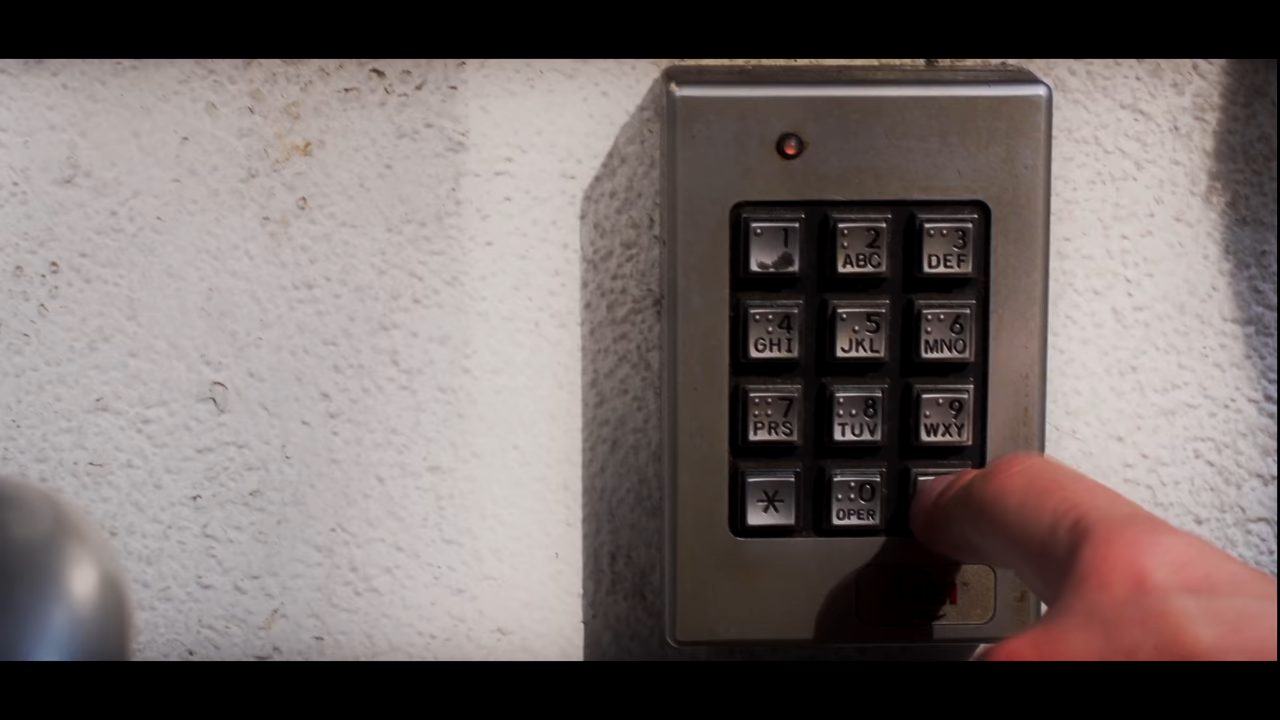 1 2 3
ABC DEF
4 5 6
GHI JKL MNO
7 8 9
PRS TUV WXY
* 0
OPER